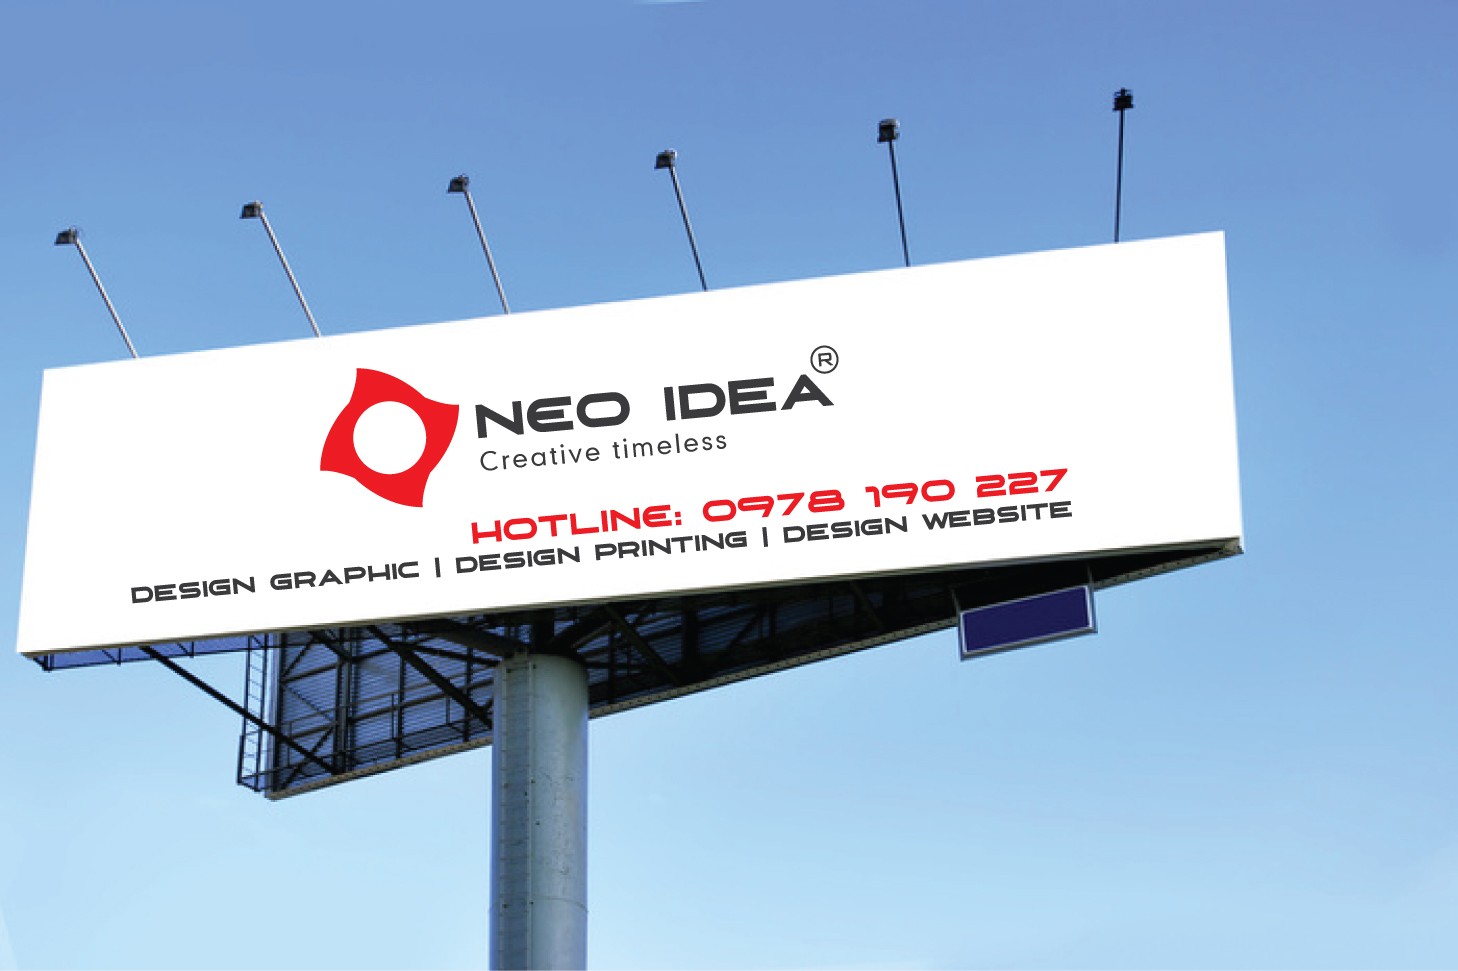 NEO IDEA®
Creative timeless
HOTLINE: 0978 190 227
DESIGN GRAPHIC | DESIGN PRINTING | DESIGN WEBSITE